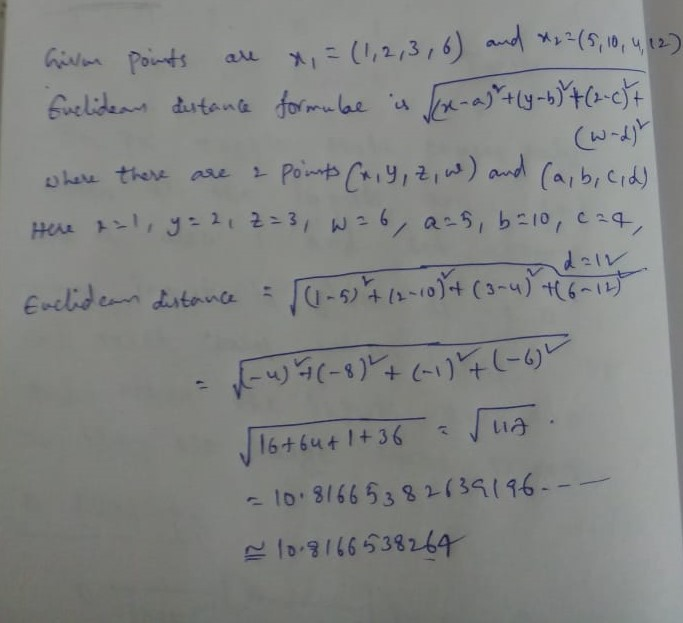 Given points are x₁ = (1,2,3,6) and x₂=(5,10,4,12)
Euclidean distance formulae is √(x-a)²+(y-b)²+(z-c)²+
(w-d)²
where there are 2 points (x,y,z,w) and (a,b,c,d)
Here x=1, y=2, z=3, w=6, a=5, b=10, c=4,
d=12
Euclidean distance = √(1-5)²+(2-10)²+(3-4)²+(6-12)²
= √(-4)²+(-8)²+(-1)²+(-6)²
√16+64+1+36 = √117.
= 10.81665382639196----
≅ 10.8166538264